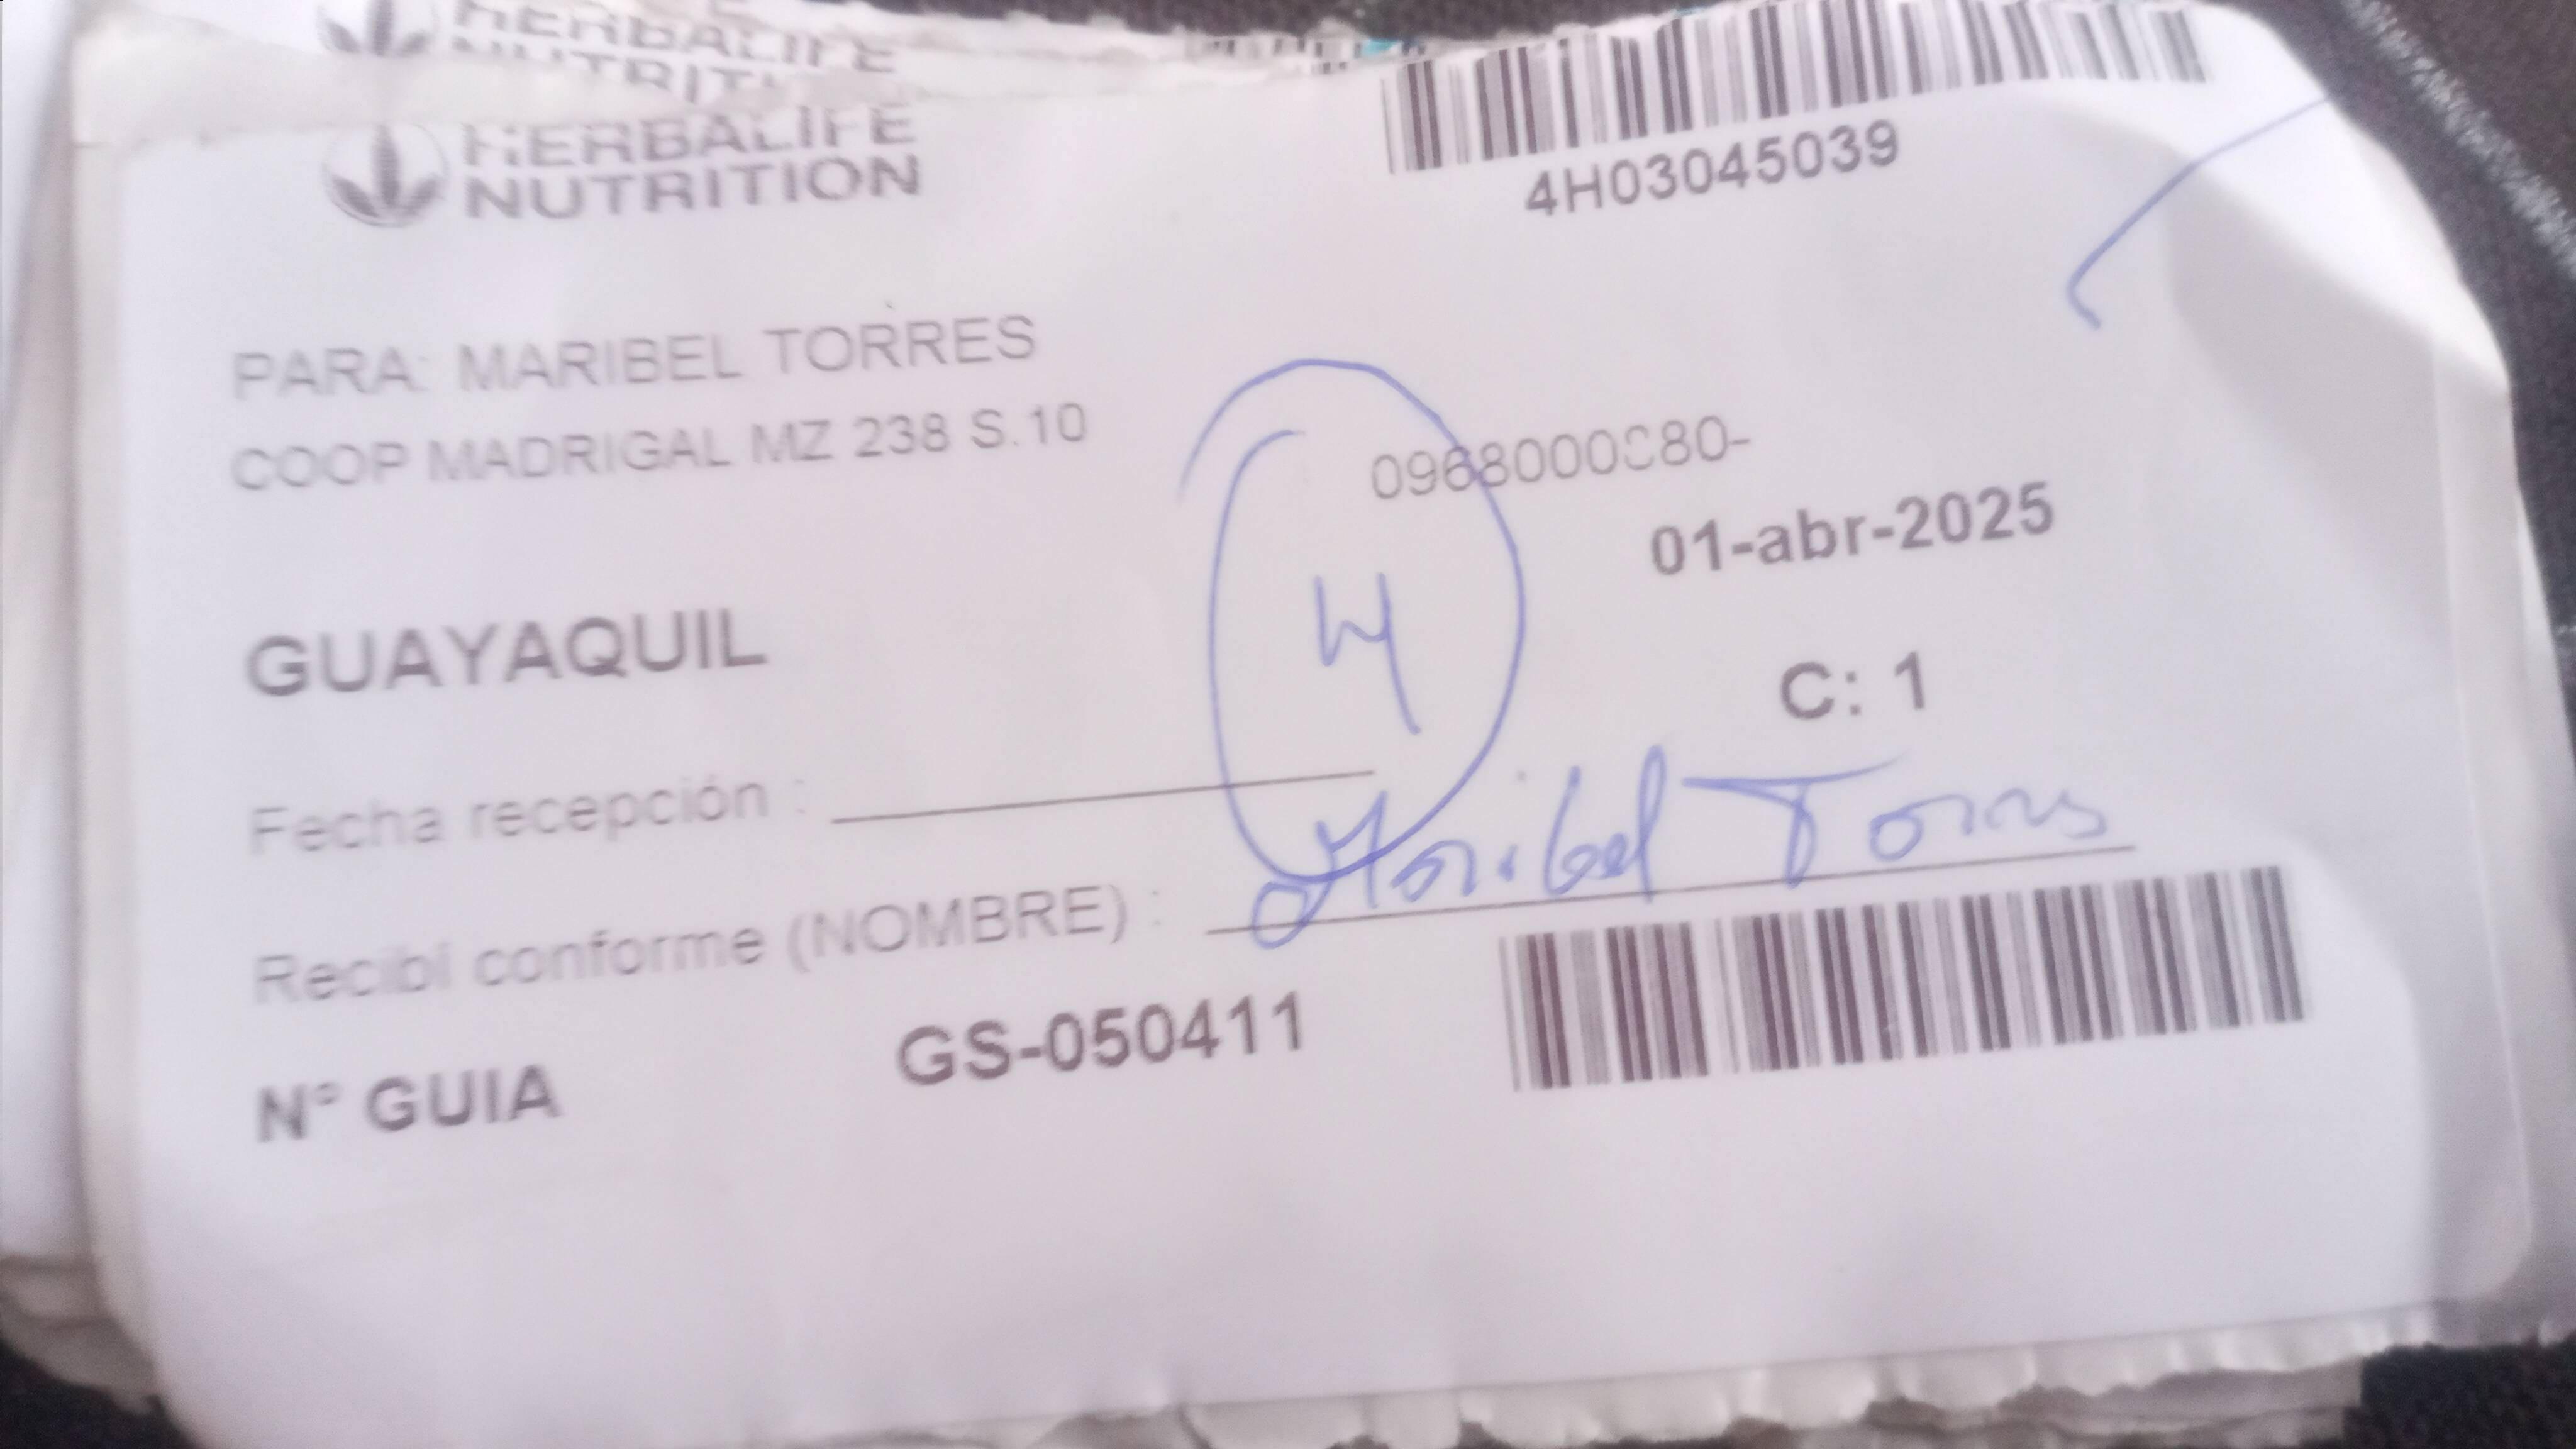 HERBALIFE
HERBALIFE
NUTRITION
4H03045039
PARA: MARIBEL TORRES
COOP MADRIGAL MZ 238 S.10
01-abr-2025
GUAYAQUIL
4
C: 1
Fecha recepción :
Recibí conforme (NOMBRE) : Maribel Torres
N° GUIA GS-050411